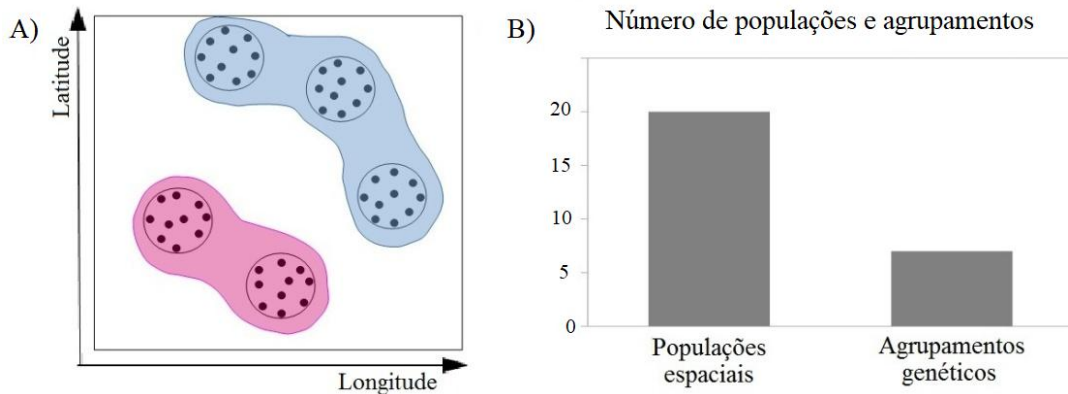 A)
Latitude
Longitude
B)
Número de populações e agrupamentos
20
15
10
5
0
Populações
espaciais
Agrupamentos
genéticos